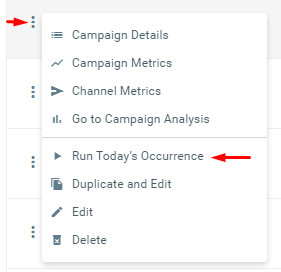 Campaign Details
Campaign Metrics
Channel Metrics
Go to Campaign Analysis
Run Today's Occurrence
Duplicate and Edit
Edit
Delete